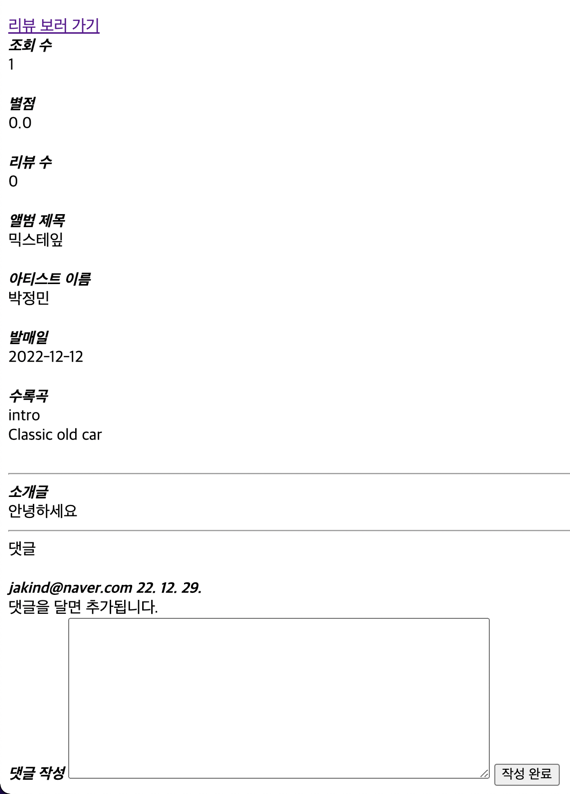 리뷰 보러 가기
조회 수
1
별점
0.0
리뷰 수
0
앨범 제목
믹스테잎
아티스트 이름
박정민
발매일
2022-12-12
수록곡
intro
Classic old car
소개글
안녕하세요
댓글
jakind@naver.com 22. 12. 29.
댓글을 달면 추가됩니다.
댓글 작성 작성 완료